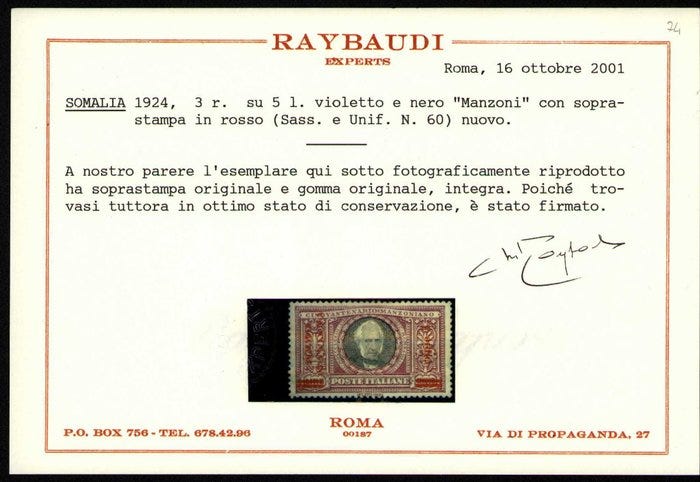 24
RAYBAUDI
EXPERTS
Roma, 16 ottobre 2001
SOMALIA 1924, 3 r. su 5 l. violetto e nero "Manzoni" con sopra-
stampa in rosso (Sass. e Unif. N. 60) nuovo.
A nostro parere l'esemplare qui sotto fotograficamente riprodotto
ha soprastampa originale e gomma originale, integra. Poiché tro-
vasi tuttora in ottimo stato di conservazione, è stato firmato.
CINQVANTENARIO MANZONIANO
POSTE ITALIANE
ROMA
00187
P.O. BOX 756 - TEL. 678.42.96
VIA DI PROPAGANDA, 27